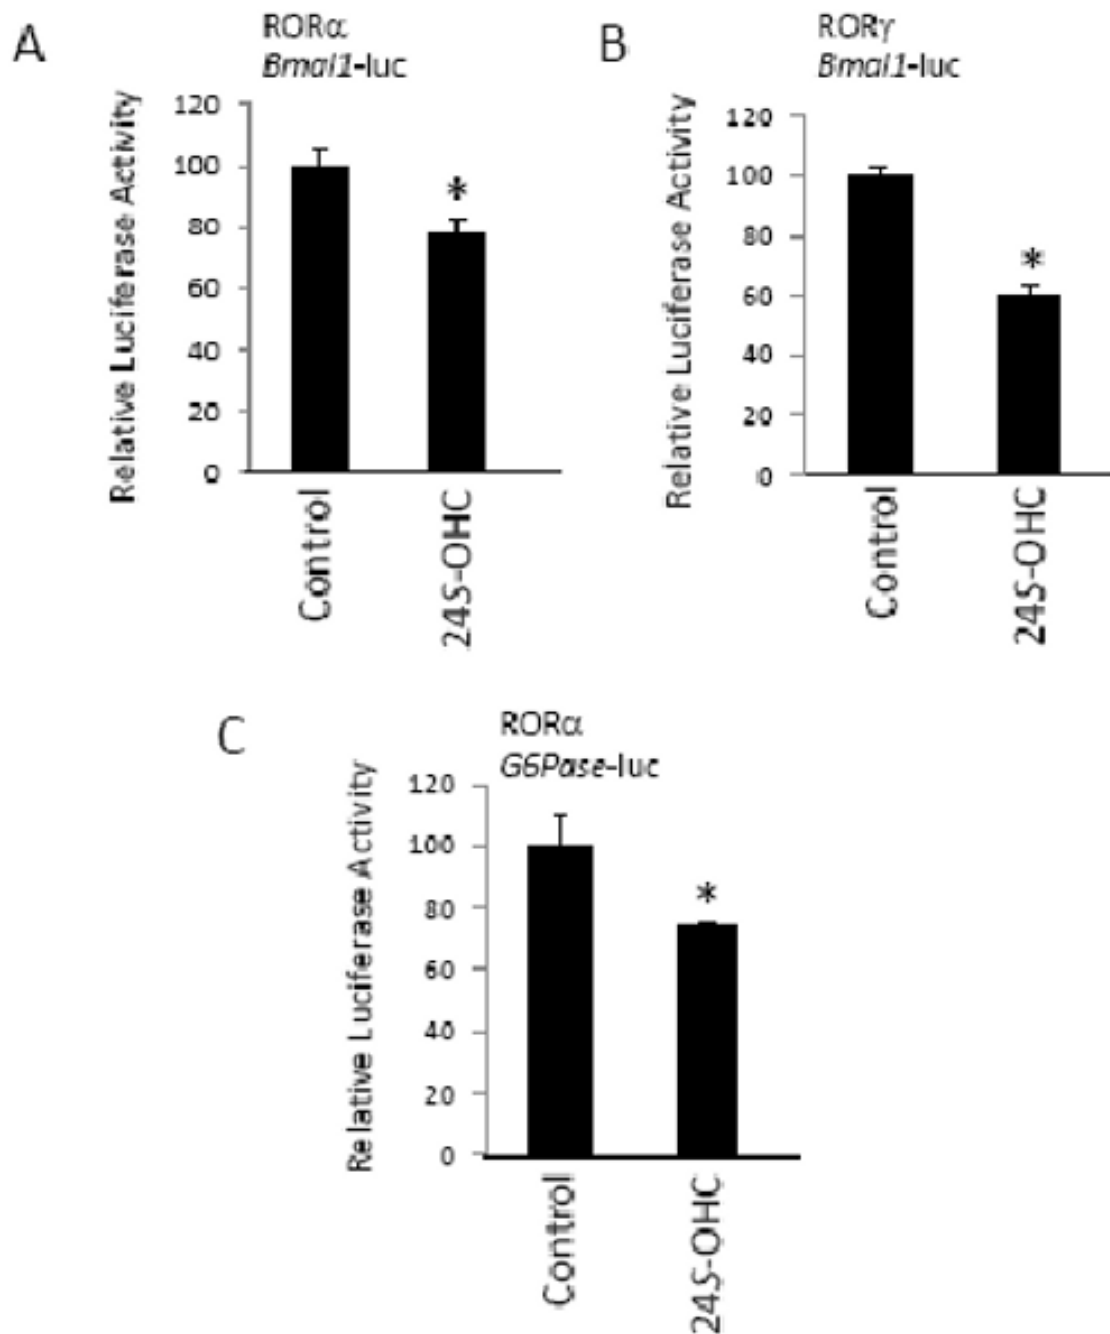 A
RORα
Bmal1-luc
Relative Luciferase Activity
120
100
80
60
40
20
0
*
Control
24S-OHC
B
RORγ
Bmal1-luc
Relative Luciferase Activity
120
100
80
60
40
20
0
*
Control
24S-OHC
C
RORα
G6Pase-luc
Relative Luciferase Activity
120
100
80
60
40
20
0
*
Control
24S-OHC